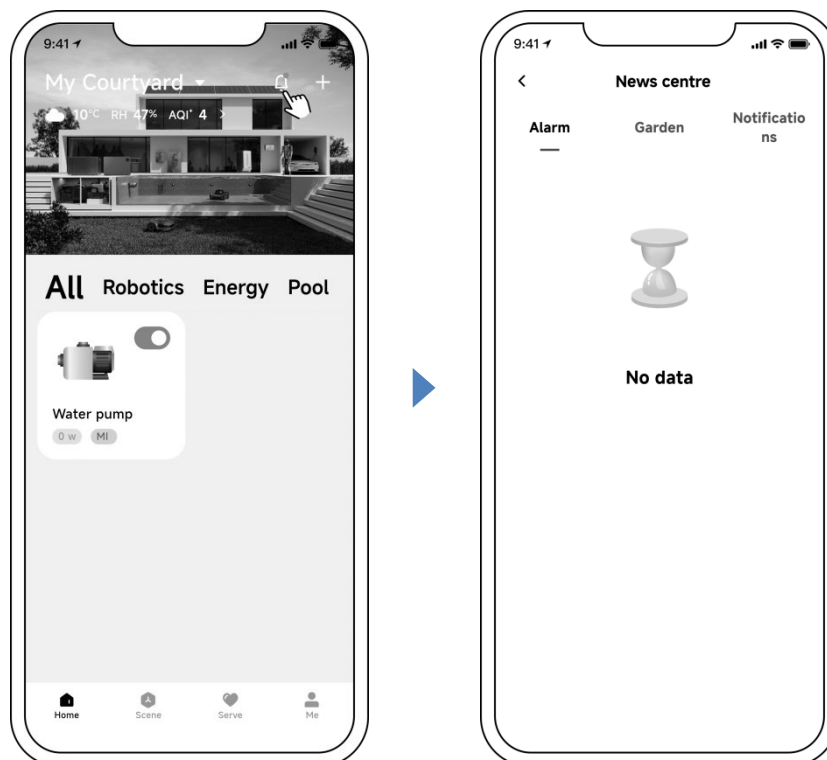 9:41
My Courtyard
10°C RH 47% AQI* 4 >
All Robotics Energy Pool
Water pump
0 w MI
Home Scene Serve Me
9:41
< News centre
Alarm Garden Notificatio
ns
No data